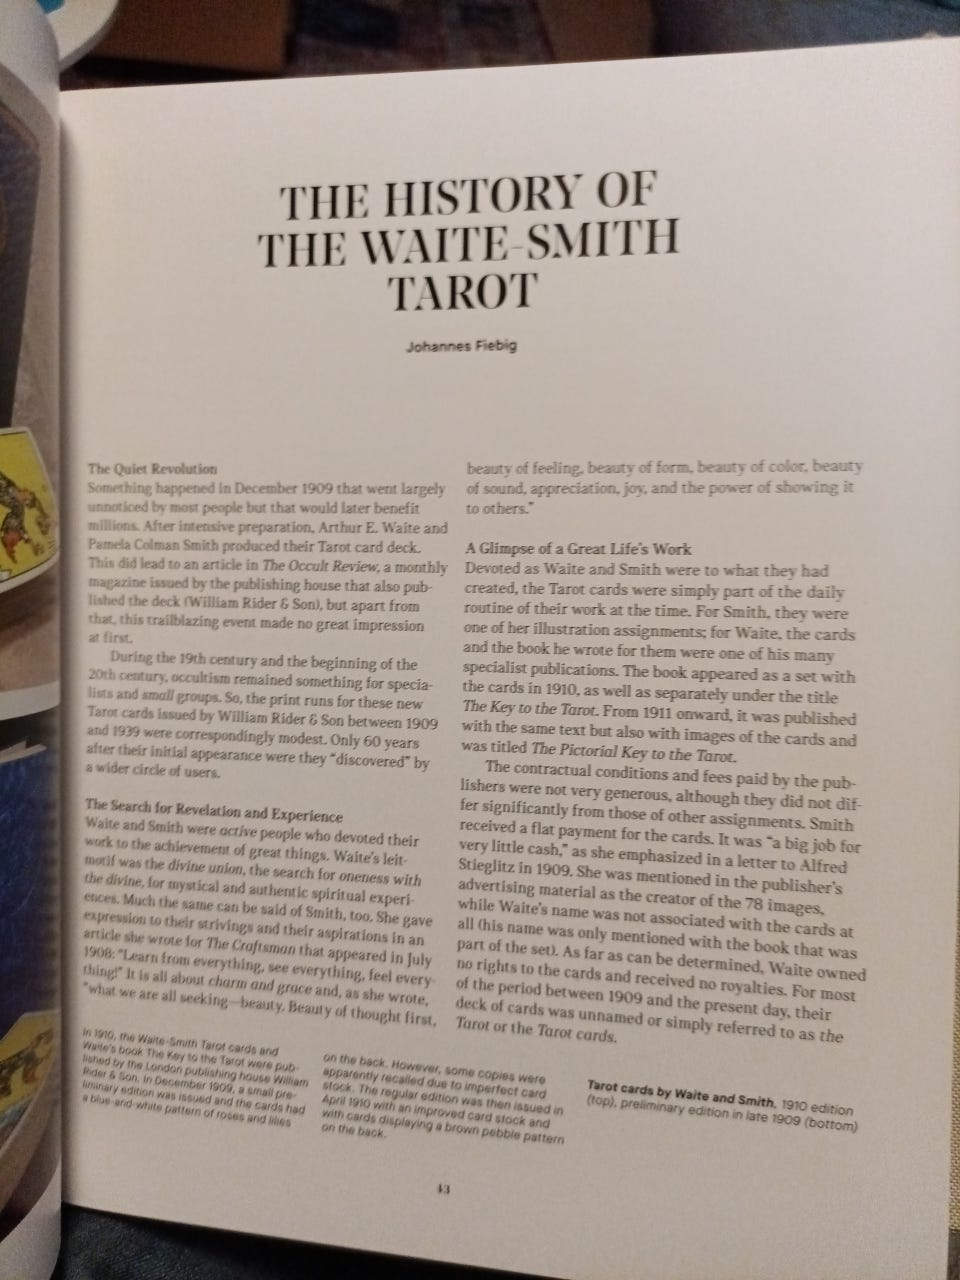 THE HISTORY OF
THE WAITE-SMITH
TAROT
Johannes Fiebig
The Quiet Revolution
Something happened in December 1909 that went largely
unnoticed by most people but that would later benefit
millions. After intensive preparation, Arthur E. Waite and
Pamela Colman Smith produced their Tarot card deck.
This did lead to an article in The Occult Review, a monthly
magazine issued by the publishing house that also pub-
lished the deck (William Rider & Son), but apart from
that, this trailblazing event made no great impression
at first.
During the 19th century and the beginning of the
20th century, occultism remained something for specia-
lists and small groups. So, the print runs for these new
Tarot cards issued by William Rider & Son between 1909
and 1939 were correspondingly modest. Only 60 years
after their initial appearance were they “discovered” by
a wider circle of users.
The Search for Revelation and Experience
Waite and Smith were active people who devoted their
work to the achievement of great things. Waite's leit-
motif was the divine union, the search for oneness with
the divine, for mystical and authentic spiritual experi-
ences. Much the same can be said of Smith, too. She gave
expression to their strivings and their aspirations in an
article she wrote for The Craftsman that appeared in July
1908: “Learn from everything, see everything, feel every-
thing!” It is all about charm and grace and, as she wrote,
“what we are all seeking—beauty. Beauty of thought first,
beauty of feeling, beauty of form, beauty of color, beauty
of sound, appreciation, joy, and the power of showing it
to others.”
A Glimpse of a Great Life's Work
Devoted as Waite and Smith were to what they had
created, the Tarot cards were simply part of the daily
routine of their work at the time. For Smith, they were
one of her illustration assignments; for Waite, the cards
and the book he wrote for them were one of his many
specialist publications. The book appeared as a set with
the cards in 1910, as well as separately under the title
The Key to the Tarot. From 1911 onward, it was published
with the same text but also with images of the cards and
was titled The Pictorial Key to the Tarot.
The contractual conditions and fees paid by the pub-
lishers were not very generous, although they did not dif-
fer significantly from those of other assignments. Smith
received a flat payment for the cards. It was “a big job for
very little cash,” as she emphasized in a letter to Alfred
Stieglitz in 1909. She was mentioned in the publisher's
advertising material as the creator of the 78 images,
while Waite's name was not associated with the cards at
all (his name was only mentioned with the book that was
part of the set). As far as can be determined, Waite owned
no rights to the cards and received no royalties. For most
of the period between 1909 and the present day, their
deck of cards was unnamed or simply referred to as the
Tarot or the Tarot cards.
In 1910, the Waite-Smith Tarot cards and
Waite's book The Key to the Tarot were pub-
lished by the London publishing house William
Rider & Son. In December 1909, a small pre-
liminary edition was issued and the cards had
a blue-and-white pattern of roses and lilies
on the back. However, some copies were
apparently recalled due to imperfect card
stock. The regular edition was then issued in
April 1910 with an improved card stock and
with cards displaying a brown pebble pattern
on the back.
Tarot cards by Waite and Smith, 1910 edition
(top), preliminary edition in late 1909 (bottom)
43